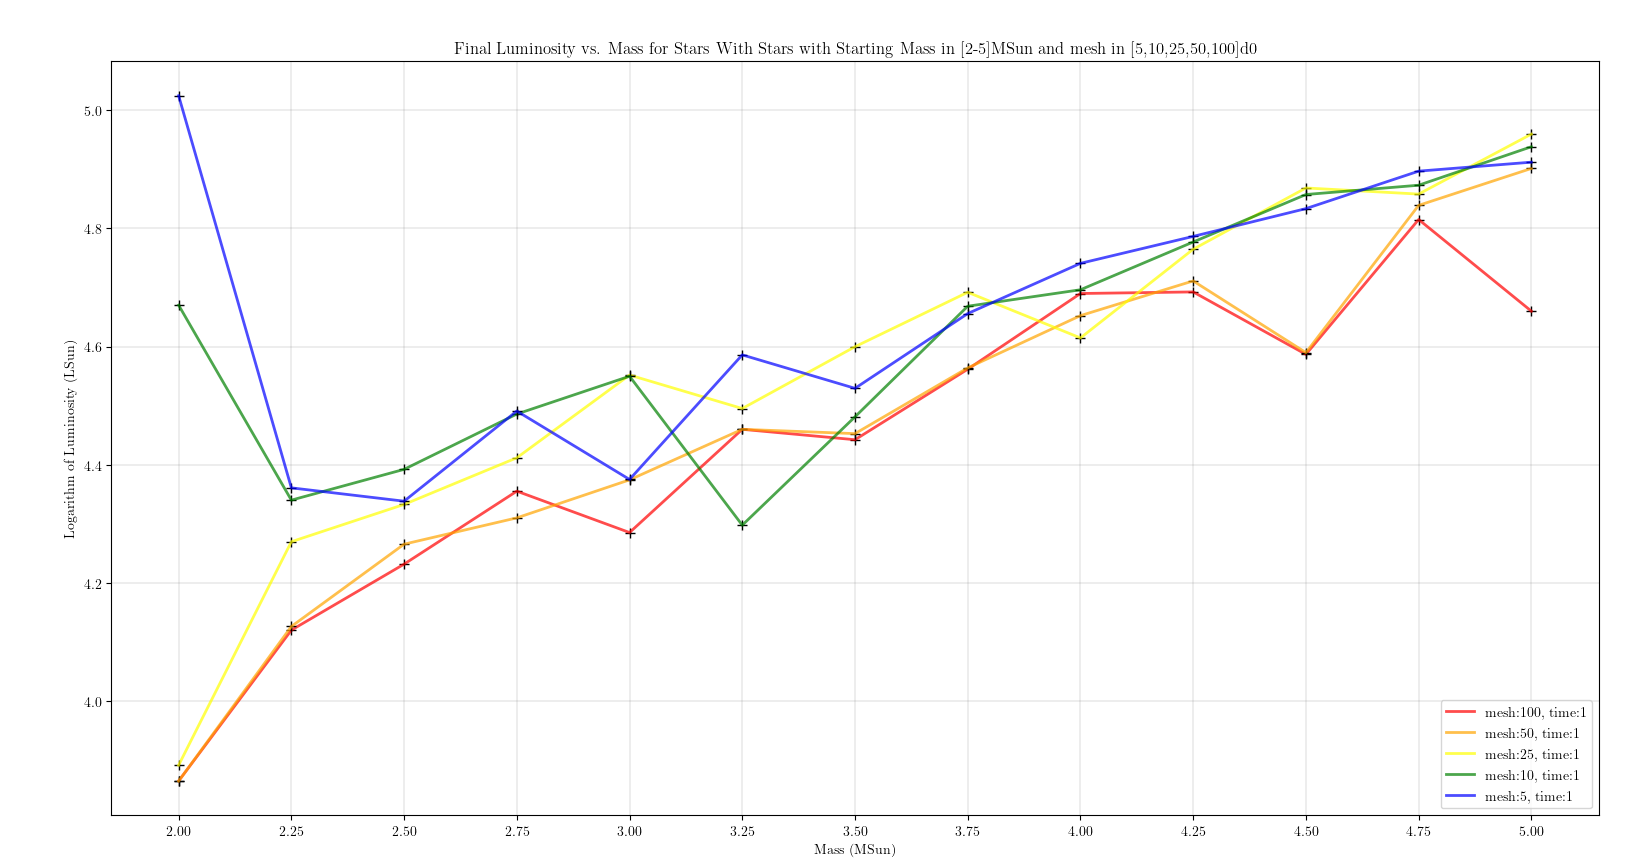 Final Luminosity vs. Mass for Stars With Stars with Starting Mass in [2-5]MSun and mesh in [5,10,25,50,100]d0
Logarithm of Luminosity (LSun)
5.0
4.8
4.6
4.4
4.2
4.0
mesh:100, time:1
mesh:50, time:1
mesh:25, time:1
mesh:10, time:1
mesh:5, time:1
2.00 2.25 2.50 2.75 3.00 3.25 3.50 3.75 4.00 4.25 4.50 4.75 5.00
Mass (MSun)